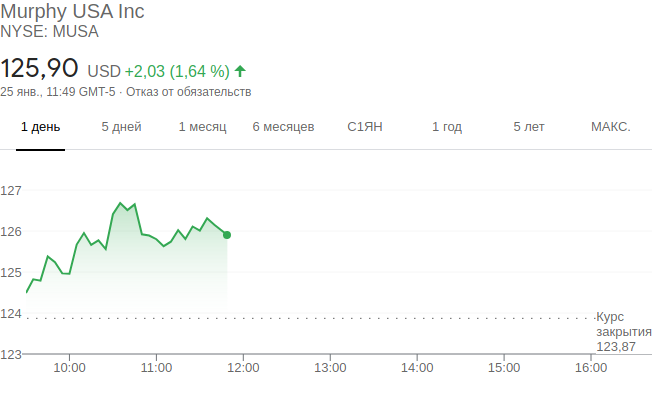 Murphy USA Inc
NYSE: MUSA
125,90 USD +2,03 (1,64 %)
25 янв., 11:49 GMT-5 · Отказ от обязательств
1 день 5 дней 1 месяц 6 месяцев С1ЯН 1 год 5 лет МАКС.
127
126
125
124
Курс
закрытия
123,87
123
10:00 11:00 12:00 13:00 14:00 15:00 16:00